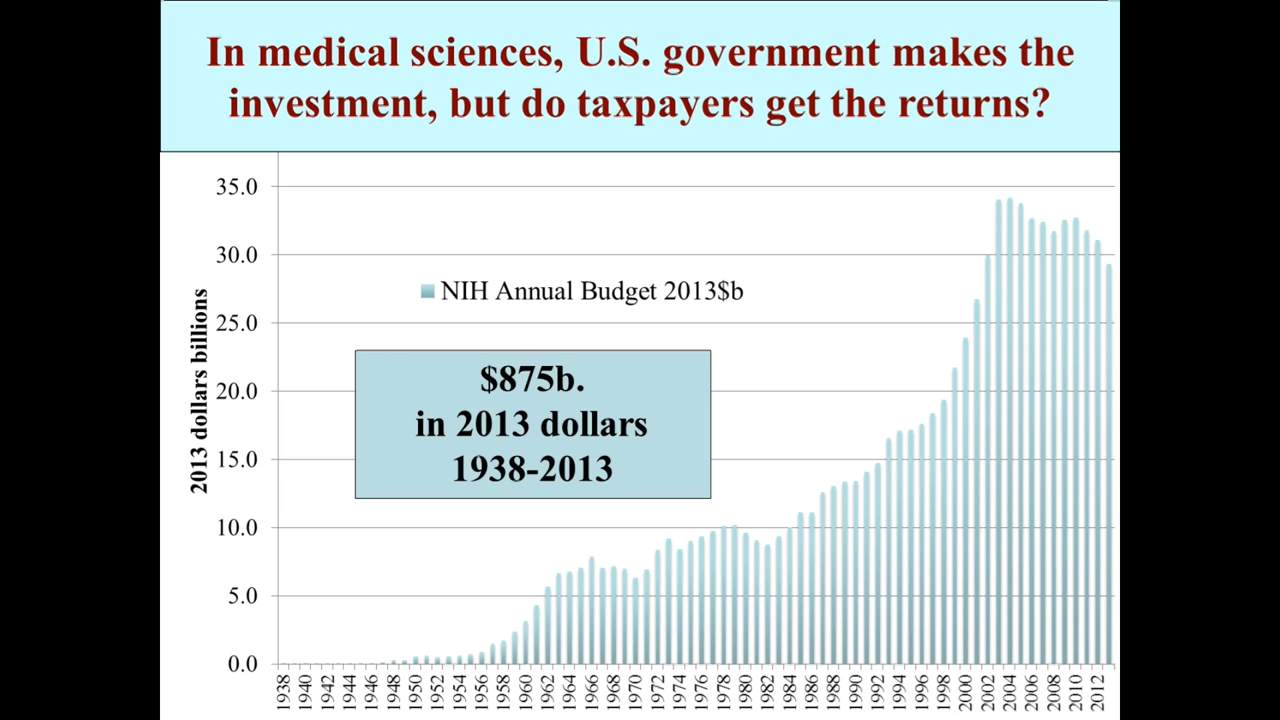 In medical sciences, U.S. government makes the
investment, but do taxpayers get the returns?
35.0
30.0
25.0
20.0
15.0
10.0
5.0
0.0
2013 dollars billions
NIH Annual Budget 2013$b
$875b.
in 2013 dollars
1938-2013
1938 1940 1942 1944 1946 1948 1950 1952 1954 1956 1958 1960 1962 1964 1966 1968 1970 1972 1974 1976 1978 1980 1982 1984 1986 1988 1990 1992 1994 1996 1998 2000 2002 2004 2006 2008 2010 2012